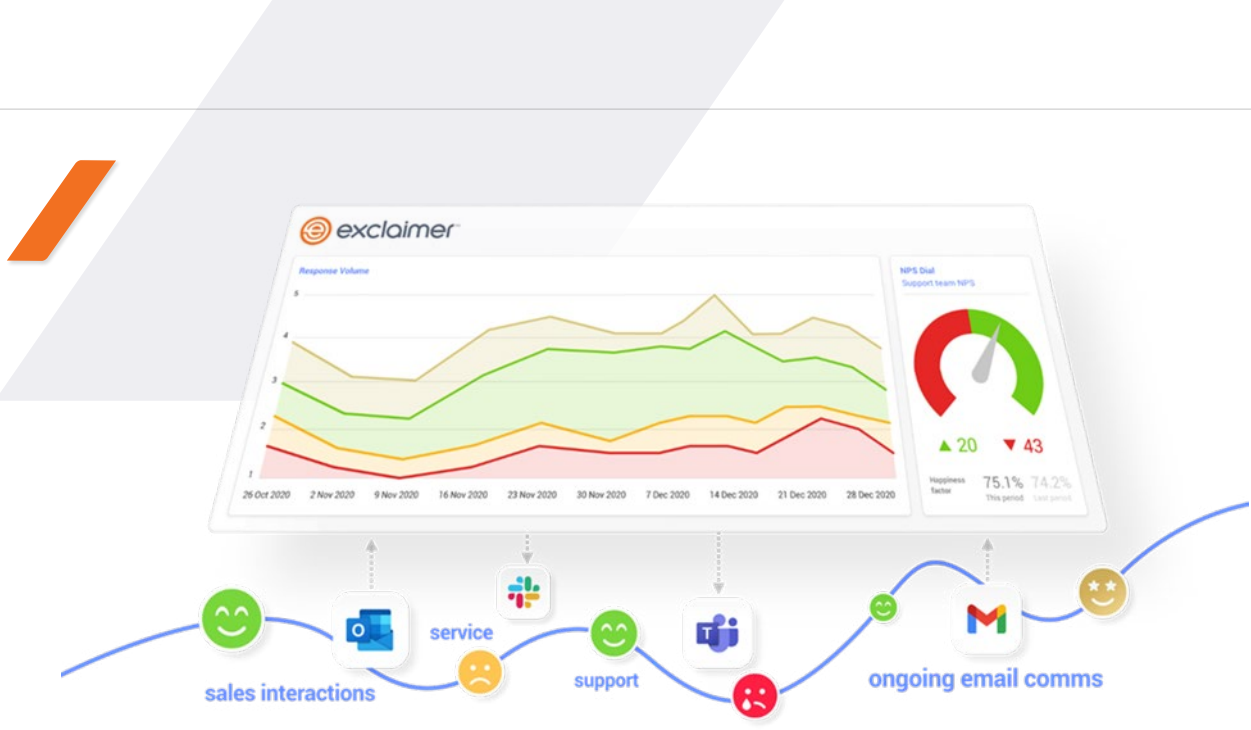 exclaimer
Response Volume
NPS Dial
Support team NPS
5
4
3
2
1
26 Oct 2020 2 Nov 2020 9 Nov 2020 16 Nov 2020 23 Nov 2020 30 Nov 2020 7 Dec 2020 14 Dec 2020 21 Dec 2020 28 Dec 2020
▲ 20 ▼ 43
Happiness factor
75.1% 74.2%
This period Last period
service
sales interactions
support
ongoing email comms